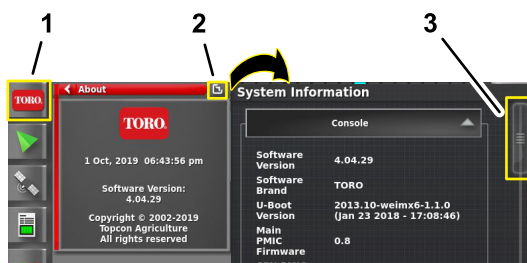 1
2
3
TORO.
About
System Information
TORO.
Console
1 Oct, 2019 06:43:56 pm
Software Version:
4.04.29
Copyright © 2002-2019
Topcon Agriculture
All rights reserved
Software
Version
4.04.29
Software
Brand
TORO
U-Boot
Version
2013.10-weimx6-1.1.0
(Jan 23 2018 - 17:08:46)
Main
PMIC
Firmware
0.8